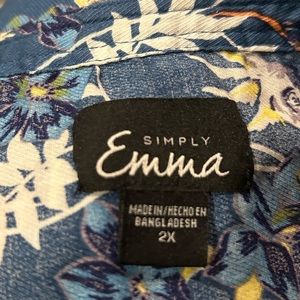 SIMPLY
Emma
MADE IN/HECHO EN
BANGLADESH
2X